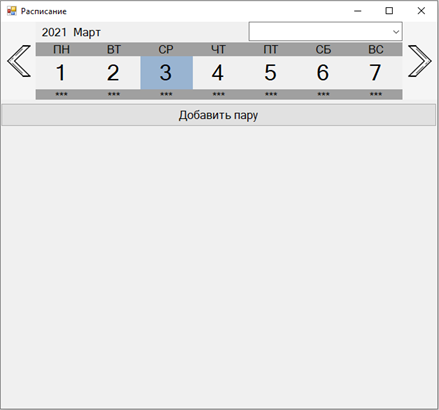 Расписание
2021 Март
ПН ВТ СР ЧТ ПТ СБ ВС
1 2 3 4 5 6 7
*** *** *** *** *** *** ***
Добавить пару